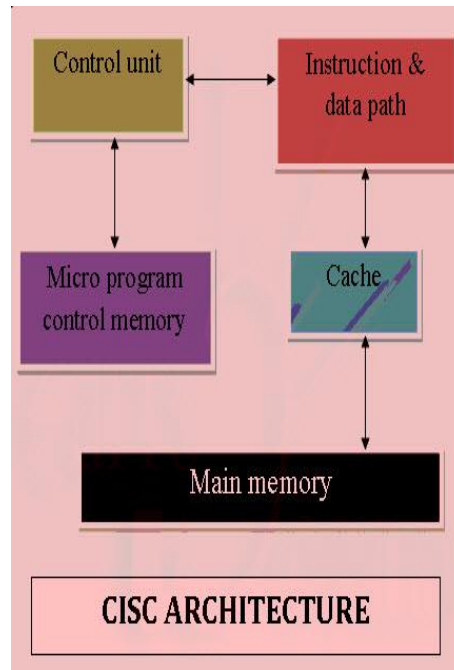 Control unit
Instruction &
data path
Micro program
control memory
Cache
Main memory
CISC ARCHITECTURE